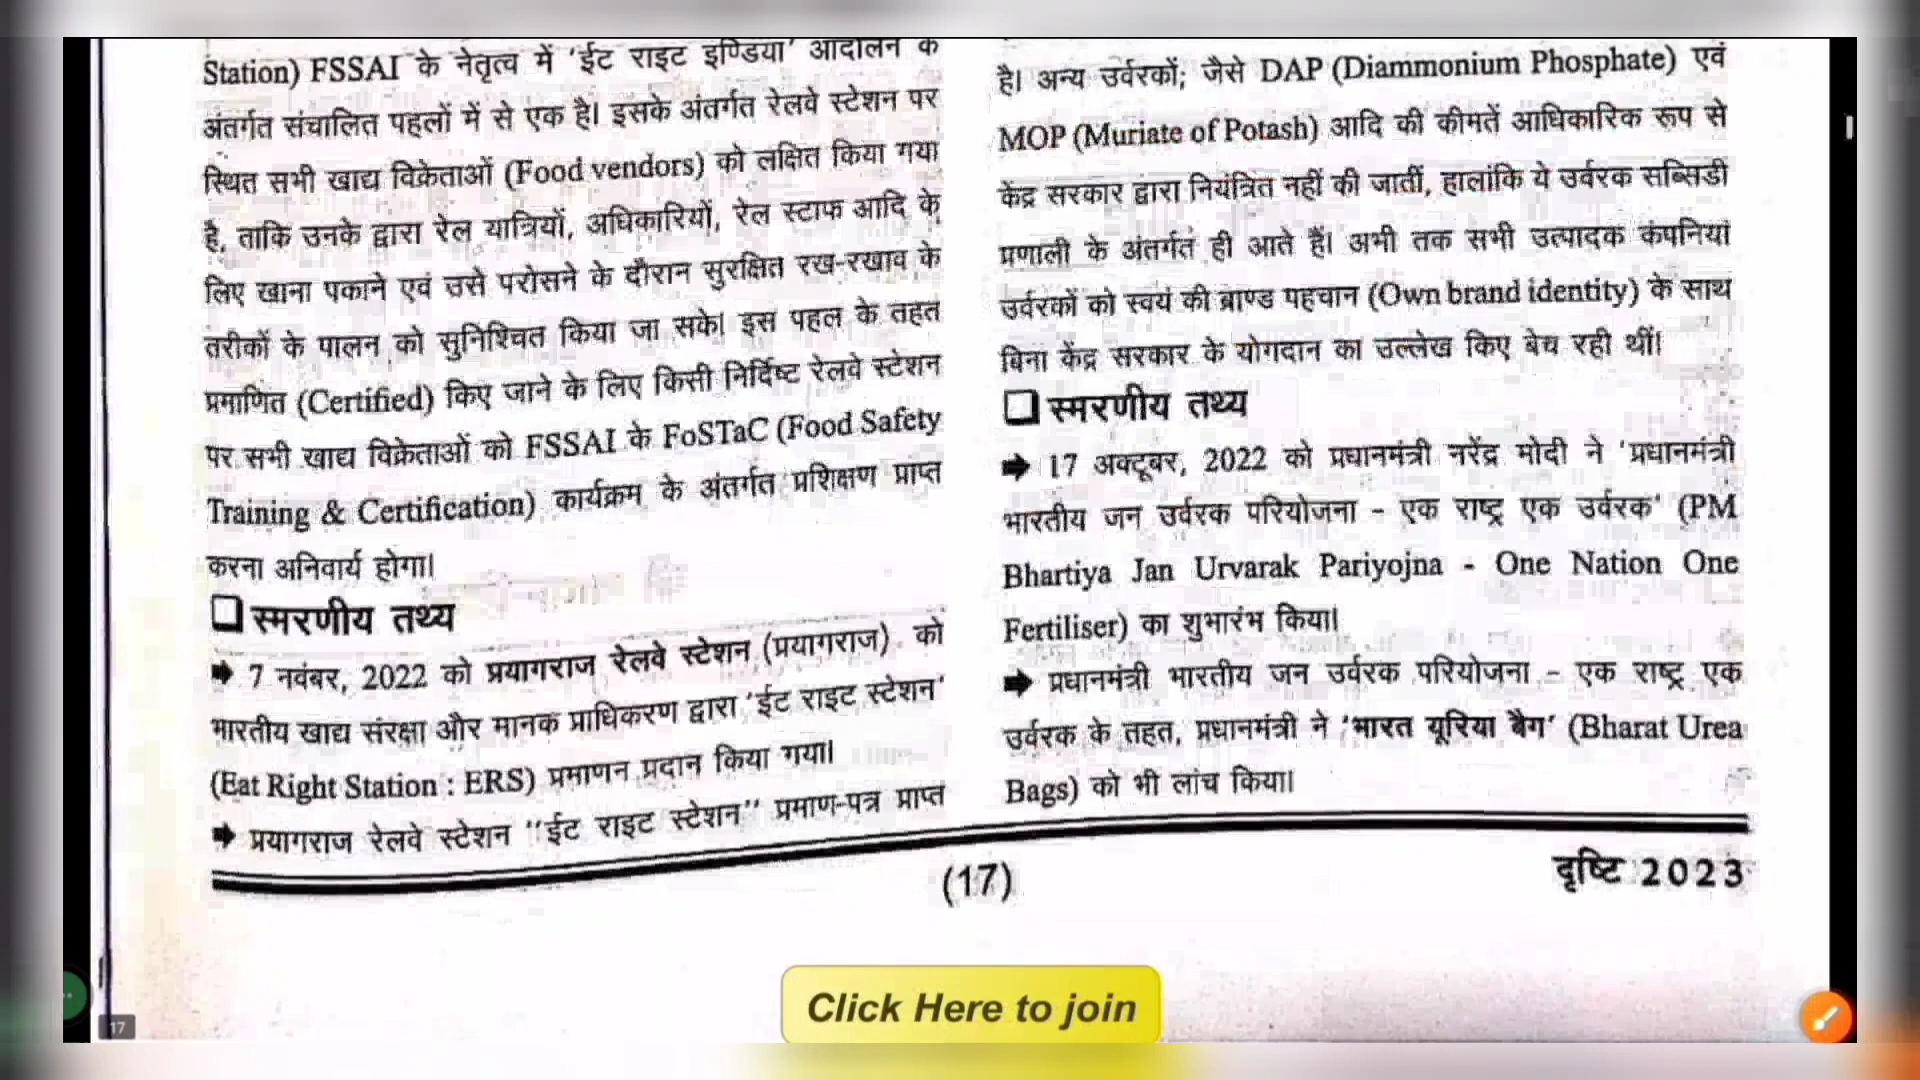 Station) FSSAI के नेतृत्व में ‘ईट राइट इण्डिया’ आंदोलन के
अंतर्गत संचालित पहलों में से एक है। इसके अंतर्गत रेलवे स्टेशन पर
स्थित सभी खाद्य विक्रेताओं (Food vendors) को लक्षित किया गया
है, ताकि उनके द्वारा रेल यात्रियों, अधिकारियों, रेल स्टाफ आदि के
लिए खाना पकाने एवं उसे परोसने के दौरान सुरक्षित रख-रखाव के
तरीकों के पालन को सुनिश्चित किया जा सके। इस पहल के तहत
प्रमाणित (Certified) किए जाने के लिए किसी निर्दिष्ट रेलवे स्टेशन
पर सभी खाद्य विक्रेताओं को FSSAI के FoSTaC (Food Safety
Training & Certification) कार्यक्रम के अंतर्गत प्रशिक्षण प्राप्त
करना अनिवार्य होगा।
❑ स्मरणीय तथ्य
➡ 7 नवंबर, 2022 को प्रयागराज रेलवे स्टेशन (प्रयागराज) को
भारतीय खाद्य संरक्षा और मानक प्राधिकरण द्वारा ‘ईट राइट स्टेशन’
(Eat Right Station : ERS) प्रमाणन प्रदान किया गया।
➡ प्रयागराज रेलवे स्टेशन ‘‘ईट राइट स्टेशन’’ प्रमाण-पत्र प्राप्त
है। अन्य उर्वरकों; जैसे DAP (Diammonium Phosphate) एवं
MOP (Muriate of Potash) आदि की कीमतें आधिकारिक रूप से
केंद्र सरकार द्वारा नियंत्रित नहीं की जातीं, हालांकि ये उर्वरक सब्सिडी
प्रणाली के अंतर्गत ही आते हैं। अभी तक सभी उत्पादक कंपनियां
उर्वरकों को स्वयं की ब्राण्ड पहचान (Own brand identity) के साथ
बिना केंद्र सरकार के योगदान का उल्लेख किए बेच रही थीं।
❑ स्मरणीय तथ्य
➡ 17 अक्टूबर, 2022 को प्रधानमंत्री नरेंद्र मोदी ने ‘प्रधानमंत्री
भारतीय जन उर्वरक परियोजना - एक राष्ट्र एक उर्वरक’ (PM
Bhartiya Jan Urvarak Pariyojna - One Nation One
Fertiliser) का शुभारंभ किया।
➡ प्रधानमंत्री भारतीय जन उर्वरक परियोजना - एक राष्ट्र एक
उर्वरक के तहत, प्रधानमंत्री ने ‘भारत यूरिया बैग’ (Bharat Urea
Bags) को भी लांच किया।
(17)
दृष्टि 2023
Click Here to join
17